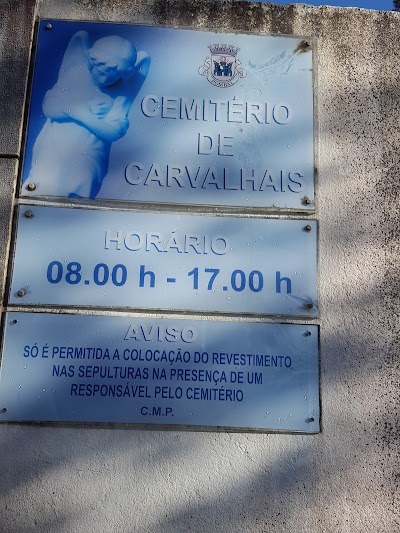 CEMITÉRIO
DE
CARVALHAIS
HORÁRIO
08.00 h - 17.00 h
AVISO
SÓ É PERMITIDA A COLOCAÇÃO DO REVESTIMENTO
NAS SEPULTURAS NA PRESENÇA DE UM
RESPONSÁVEL PELO CEMITÉRIO
C.M.P.